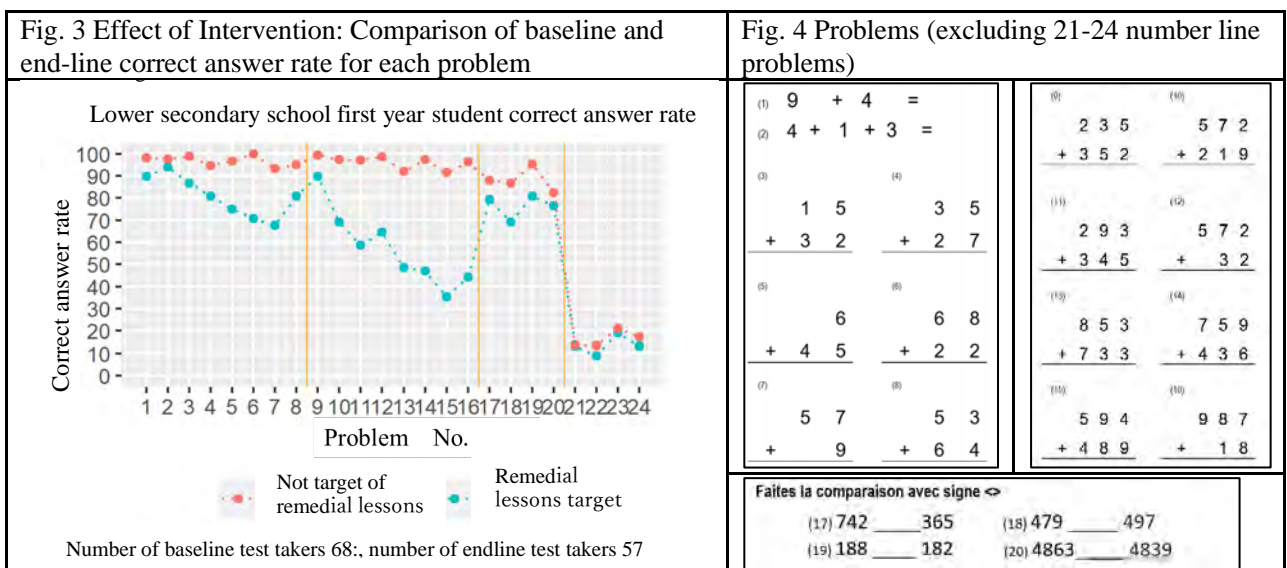 Fig. 3 Effect of Intervention: Comparison of baseline and
end-line correct answer rate for each problem
Lower secondary school first year student correct answer rate
Correct answer rate
100
90
80
70
60
50
40
30
20
10
0
1 2 3 4 5 6 7 8 9 10 11 12 13 14 15 16 17 18 19 20 21 22 23 24
Problem No.
Not target of
remedial lessons
Remedial
lessons target
Number of baseline test takers 68:, number of endline test takers 57
Fig. 4 Problems (excluding 21-24 number line
problems)
(1) 9 + 4 =
(2) 4 + 1 + 3 =
(3) (4)
1 5 3 5
+ 3 2 + 2 7
(5) (6)
6 6 8
+ 4 5 + 2 2
(7) (8)
5 7 5 3
+ 9 + 6 4
(9) (10)
2 3 5 5 7 2
+ 3 5 2 + 2 1 9
(11) (12)
2 9 3 5 7 2
+ 3 4 5 + 3 2
(13) (14)
8 5 3 7 5 9
+ 7 3 3 + 4 3 6
(15)
5 9 4 9 8 7
+ 4 8 9 + 1 8
Faites la comparaison avec signe <>
(17) 742 ____ 365 (18) 479 ____ 497
(19) 188 ____ 182 (20) 4863 ____ 4839